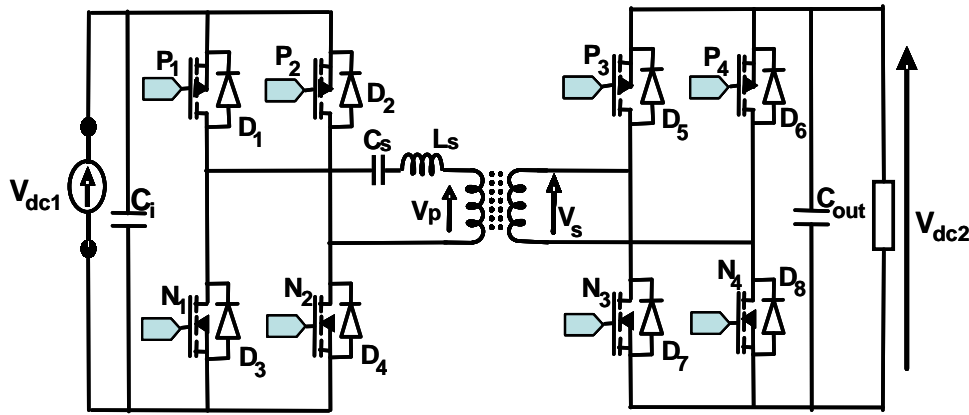 P1
P2
D1
D2
Cs
Ls
Vdc1
Ci
Vp
Vs
N1
N2
D3
D4
P3
P4
D5
D6
Cout
Vdc2
N3
N4
D7
D8